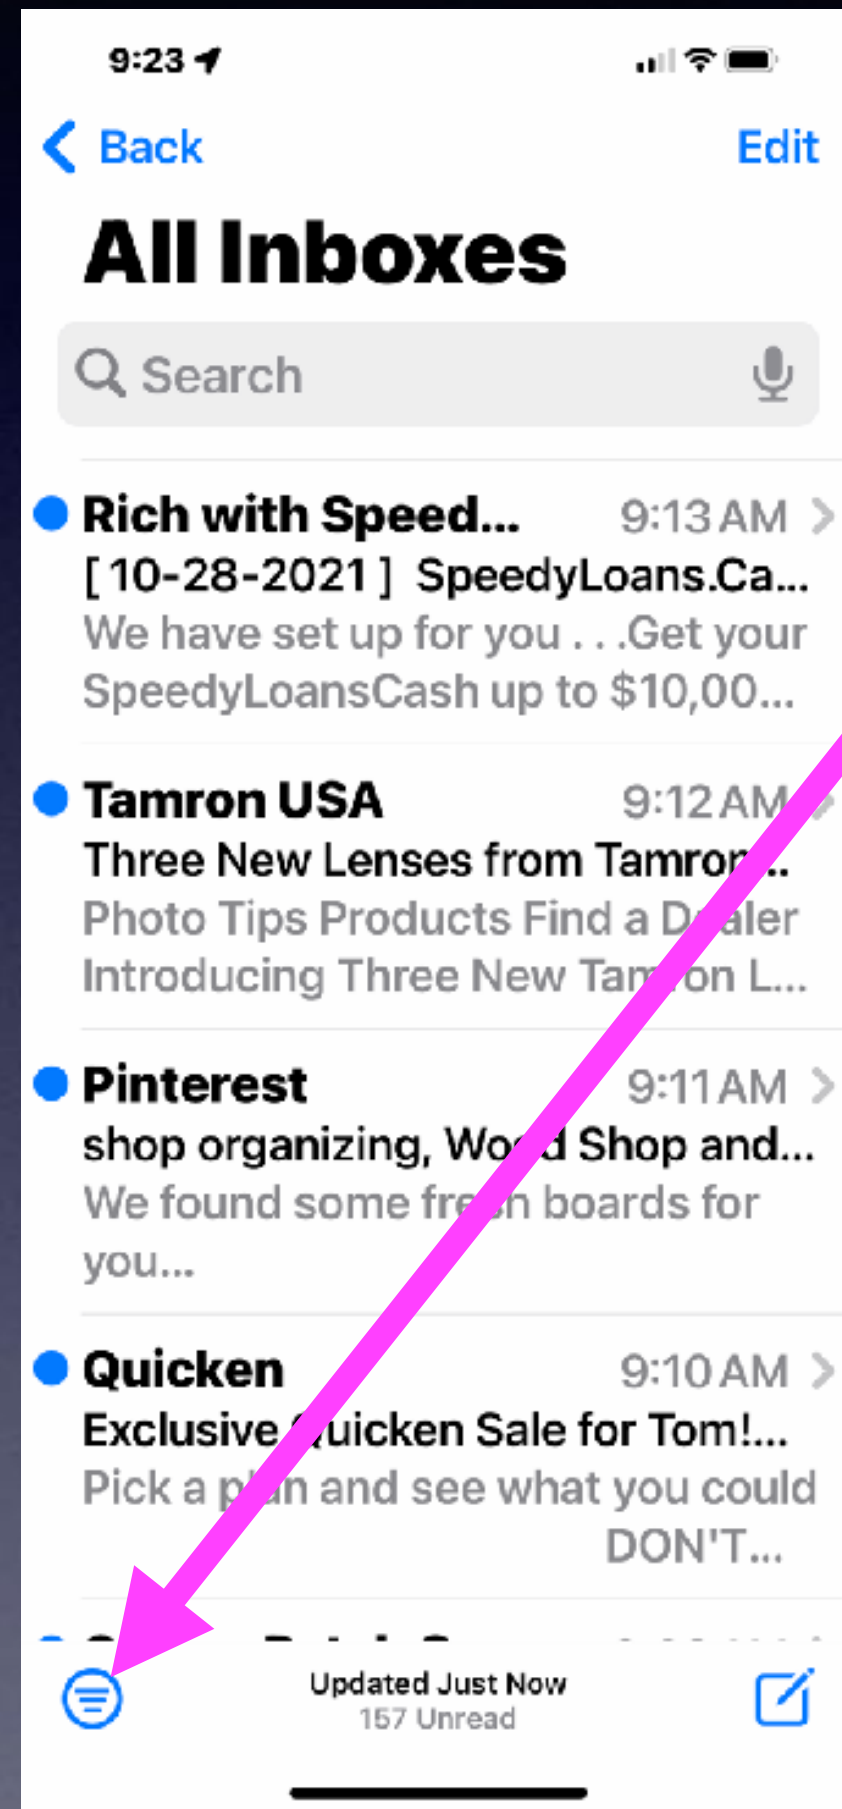 9:23
Back
Edit
All Inboxes
Search
Rich with Speed... 9:13 AM
[ 10-28-2021 ] SpeedyLoans.Ca...
We have set up for you . . .Get your
SpeedyLoansCash up to $10,00...
Tamron USA 9:12 AM
Three New Lenses from Tamron...
Photo Tips Products Find a Dealer
Introducing Three New Tamron L...
Pinterest 9:11 AM
shop organizing, Wood Shop and...
We found some fresh boards for
you...
Quicken 9:10 AM
Exclusive Quicken Sale for Tom!...
Pick a plan and see what you could
DON'T...
Updated Just Now
157 Unread